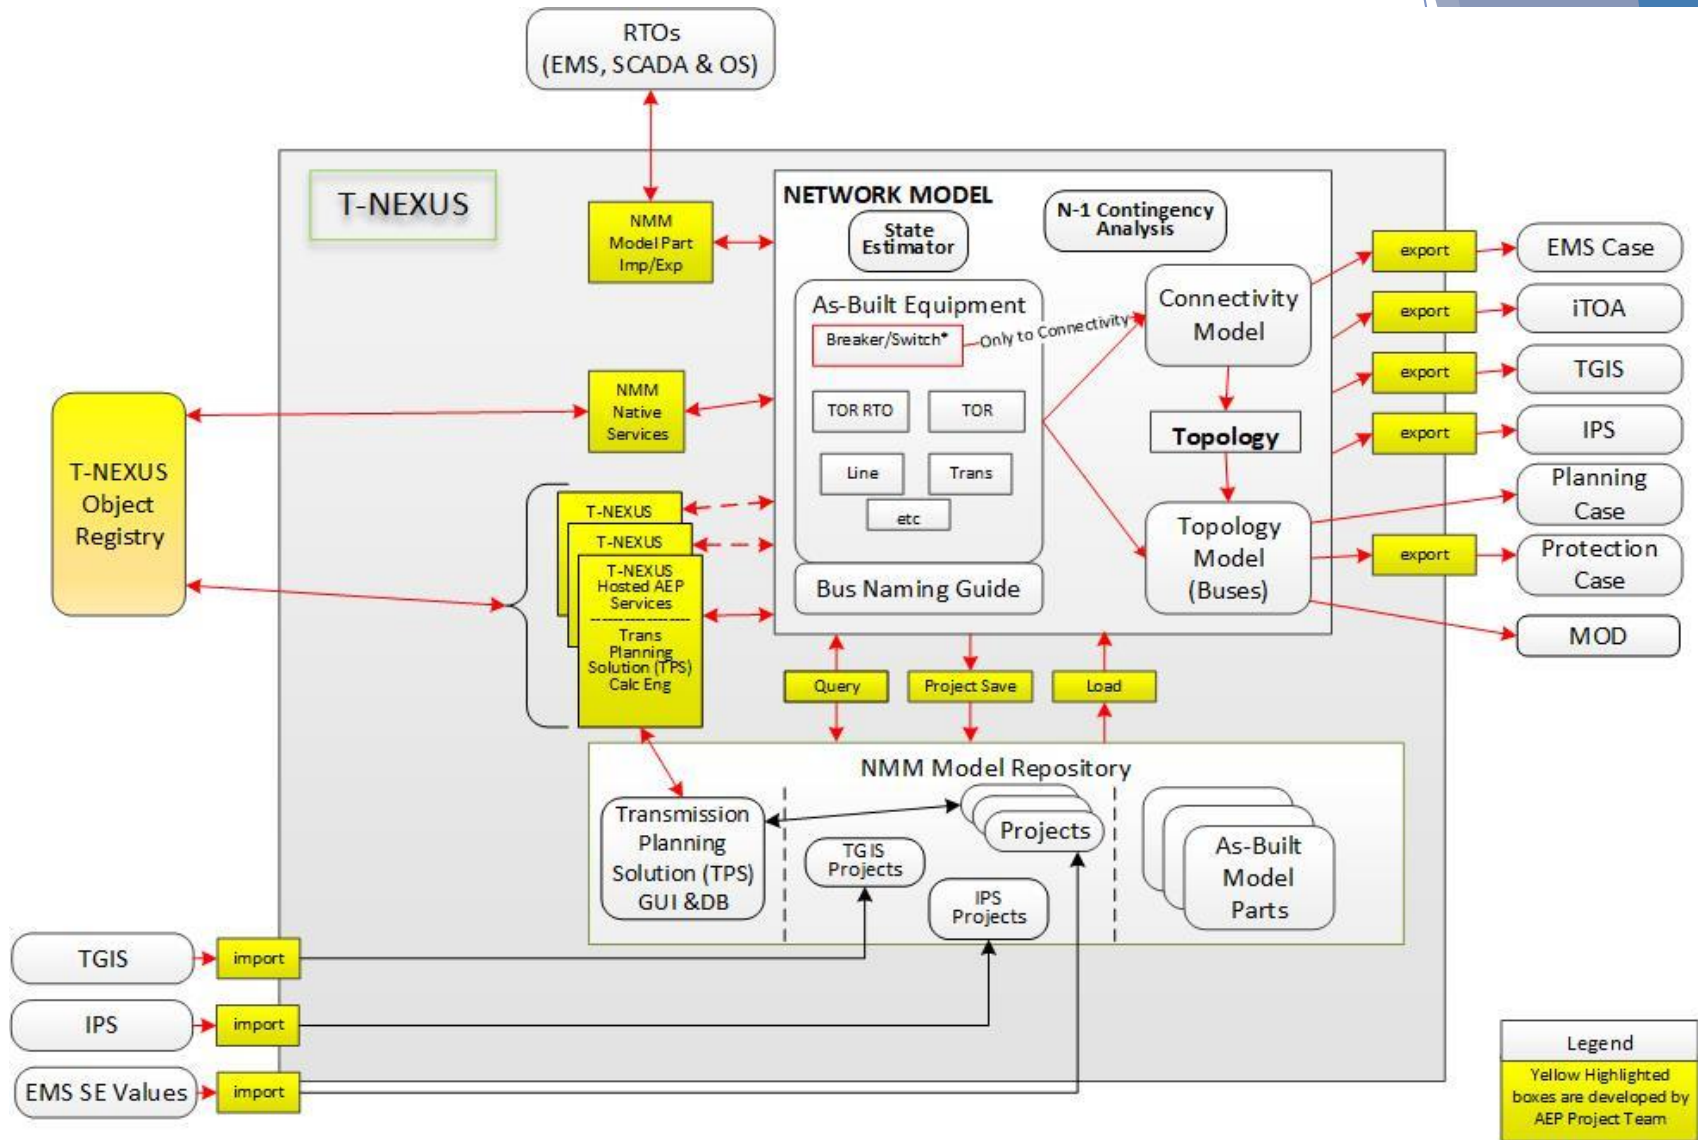 RTOs
(EMS, SCADA & OS)
T-NEXUS
NMM
Model Part
Imp/Exp
NETWORK MODEL
State
Estimator
N-1 Contingency
Analysis
As-Built Equipment
Breaker/Switch*
Only to Connectivity
TOR RTO
TOR
Line
Trans
etc
Bus Naming Guide
Connectivity
Model
Topology
Topology
Model
(Buses)
export
EMS Case
export
iTOA
export
TGIS
export
IPS
Planning
Case
export
Protection
Case
MOD
NMM
Native
Services
T-NEXUS
Object
Registry
T-NEXUS
T-NEXUS
T-NEXUS
Hosted AEP
Services
--------------------
Trans
Planning
Solution (TPS)
Calc Eng
Query
Project Save
Load
NMM Model Repository
Transmission
Planning
Solution (TPS)
GUI &DB
TGIS
Projects
Projects
IPS
Projects
As-Built
Model
Parts
TGIS
import
IPS
import
EMS SE Values
import
Legend
Yellow Highlighted
boxes are developed by
AEP Project Team